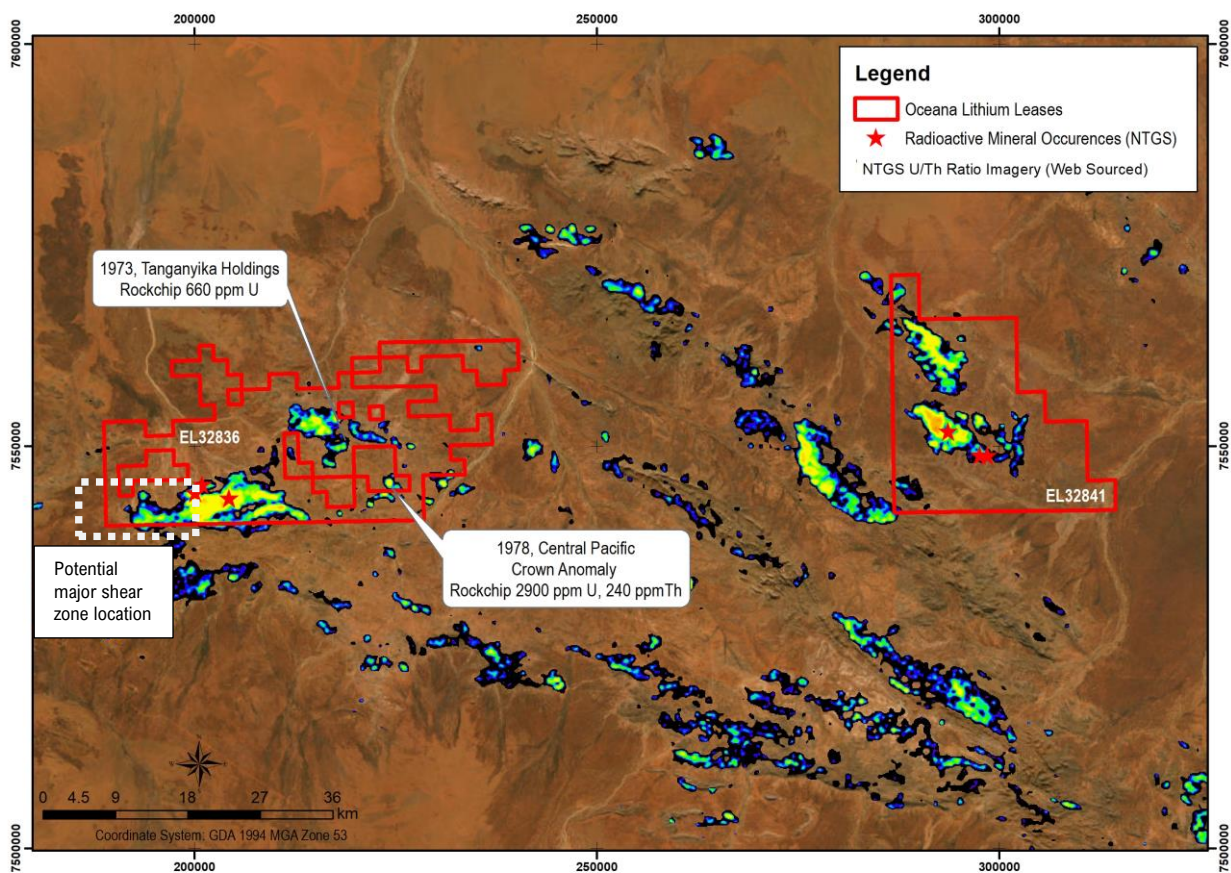 200000
250000
300000
7600000
7600000
Legend
Oceana Lithium Leases
Radioactive Mineral Occurences (NTGS)
NTGS U/Th Ratio Imagery (Web Sourced)
1973, Tanganyika Holdings
Rockchip 660 ppm U
EL32836
7550000
7550000
EL32841
Potential
major shear
zone location
1978, Central Pacific
Crown Anomaly
Rockchip 2900 ppm U, 240 ppmTh
N
0 4.5 9 18 27 36
km
Coordinate System: GDA 1994 MGA Zone 53
7500000
7500000
200000
250000
300000